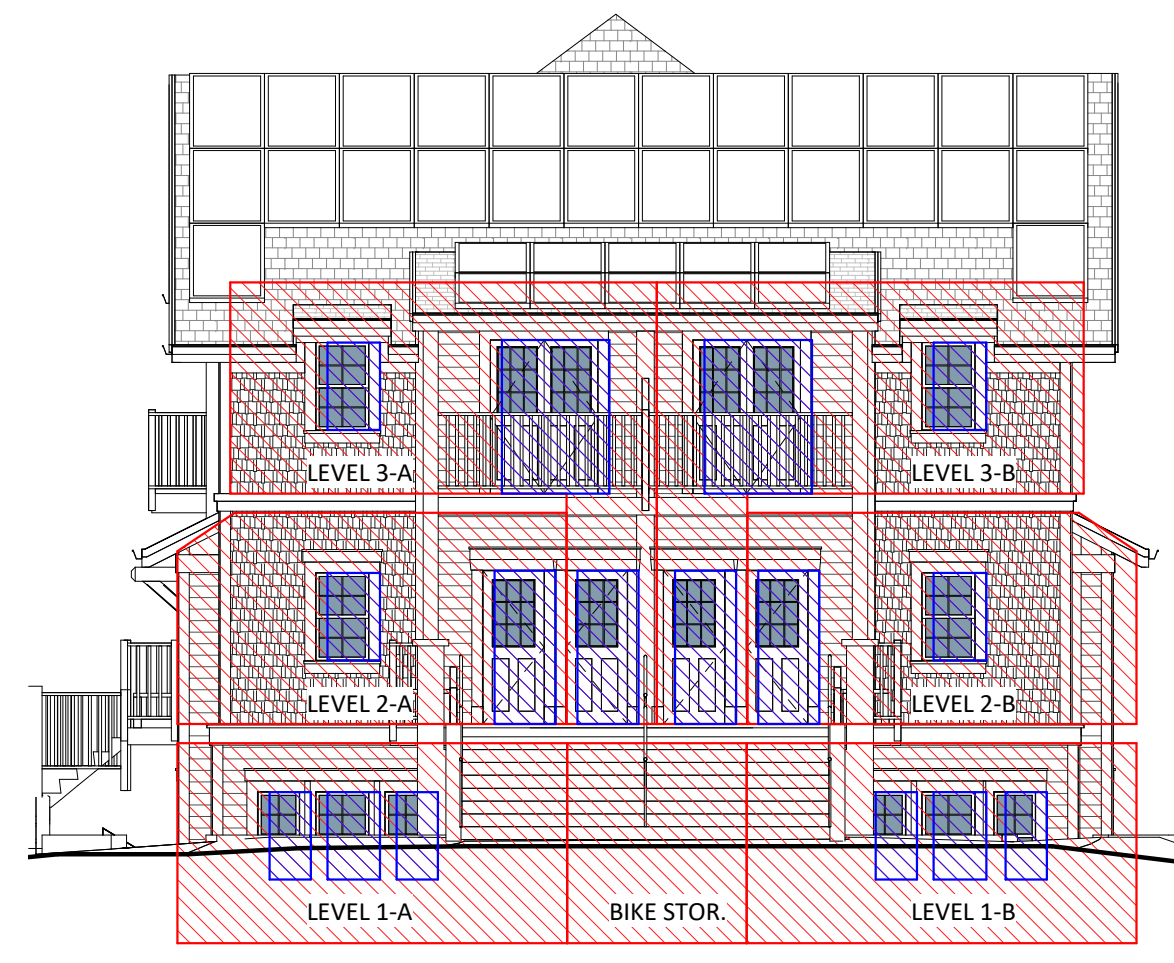 LEVEL 3-A
LEVEL 3-B
LEVEL 2-A
LEVEL 2-B
LEVEL 1-A
BIKE STOR.
LEVEL 1-B